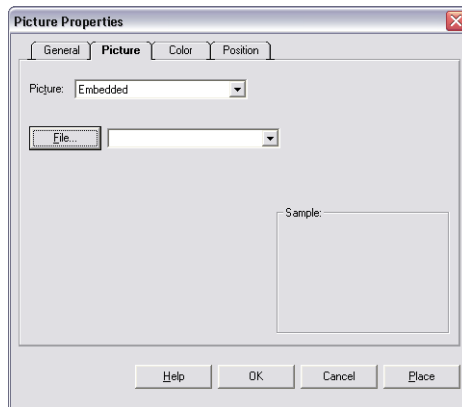 Picture Properties
General Picture Color Position
Picture: Embedded
File...
Sample:
Help OK Cancel Place